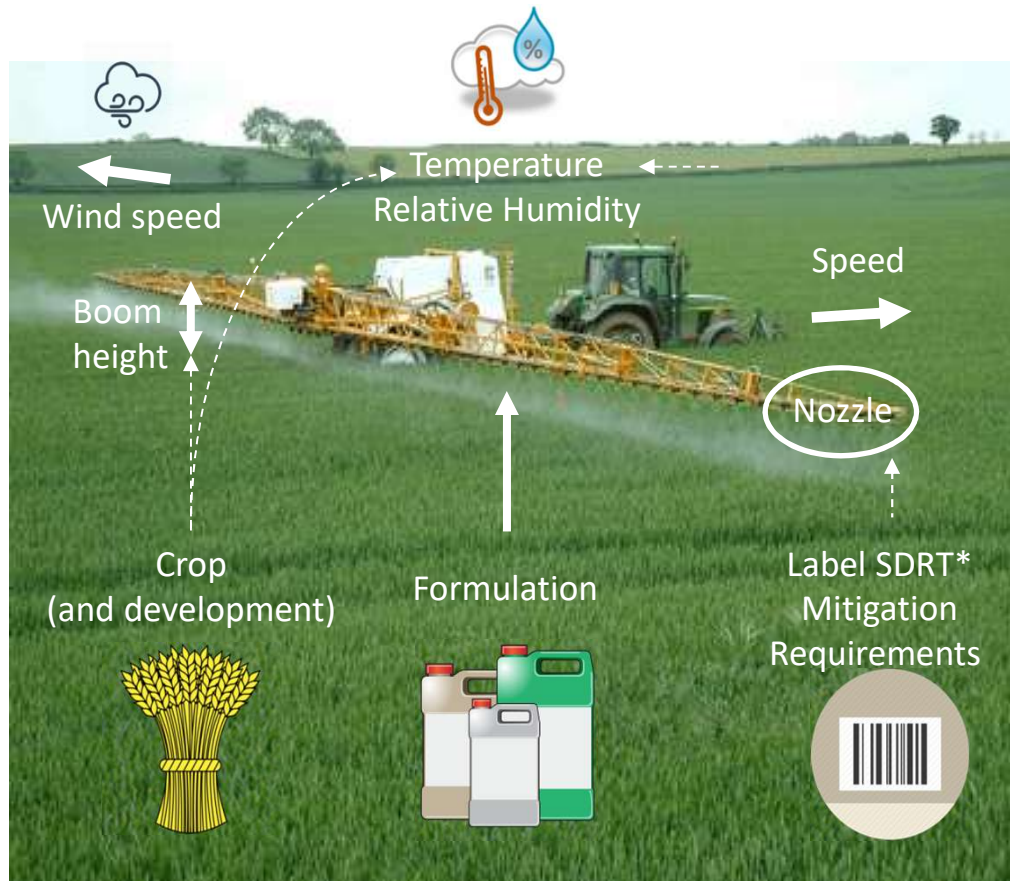 %
Temperature
Relative Humidity
Wind speed
Speed
Boom
height
Nozzle
Crop
(and development)
Formulation
Label SDRT*
Mitigation
Requirements